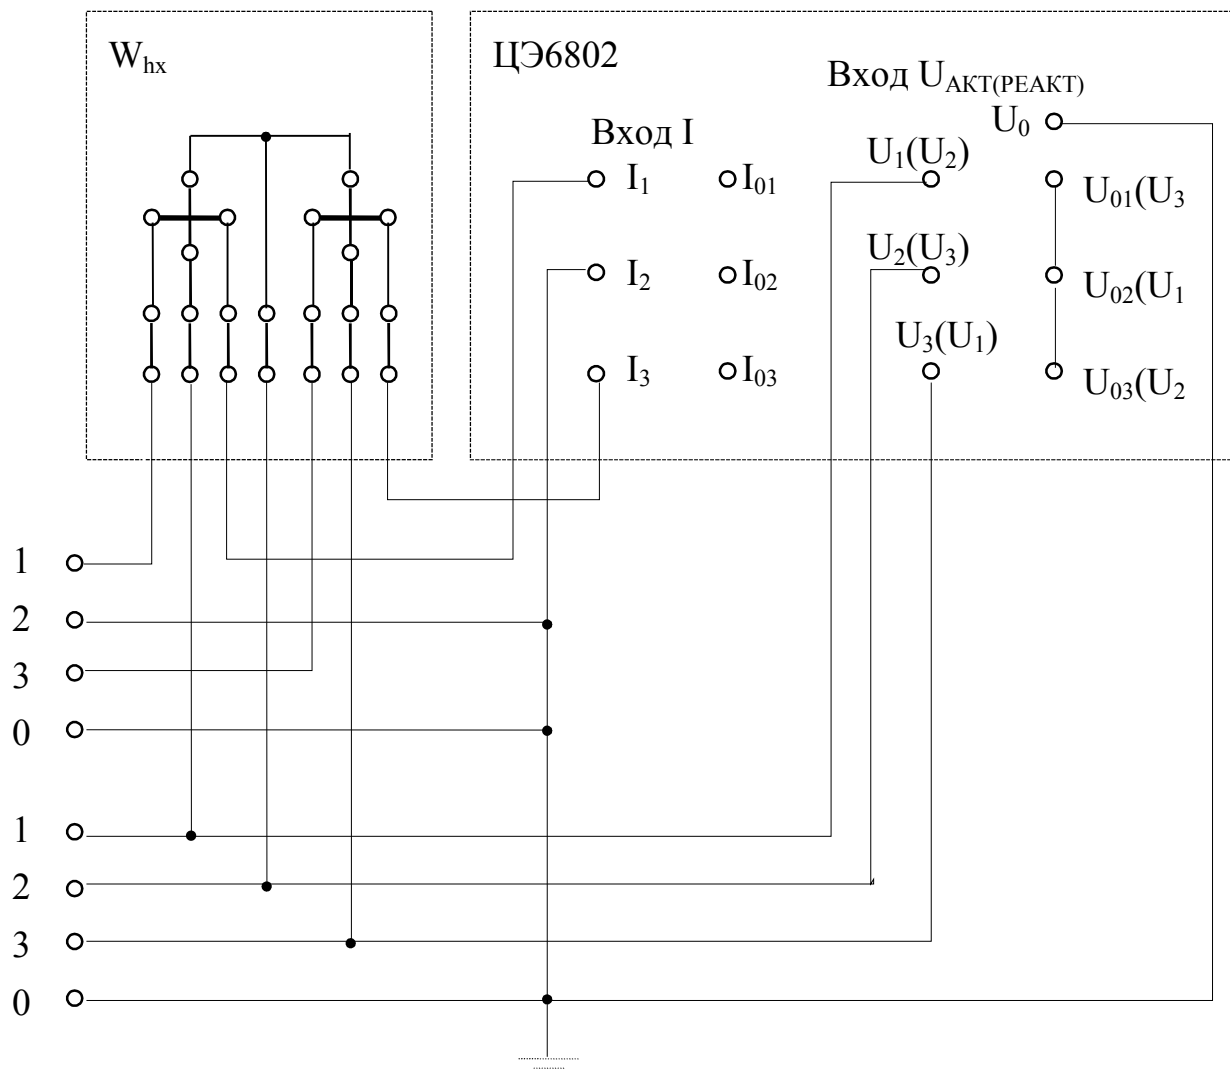 W_hx
ЦЭ6802
Вход U_АКТ(РЕАКТ)
U_0
Вход I
U_1(U_2)
I_1
I_01
U_01(U_3
U_2(U_3)
I_2
I_02
U_02(U_1
U_3(U_1)
I_3
I_03
U_03(U_2
1
2
3
0
1
2
3
0